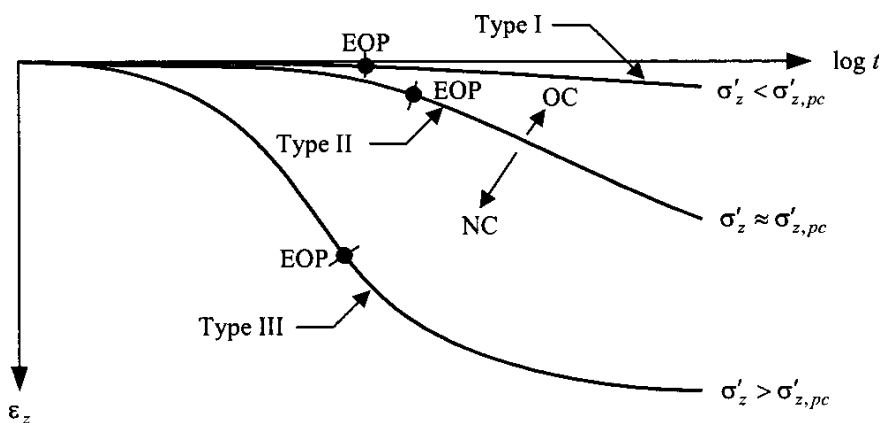 Type I
EOP
log t
EOP
OC
σ′z < σ′z,pc
Type II
NC
σ′z ≈ σ′z,pc
EOP
Type III
σ′z > σ′z,pc
εz